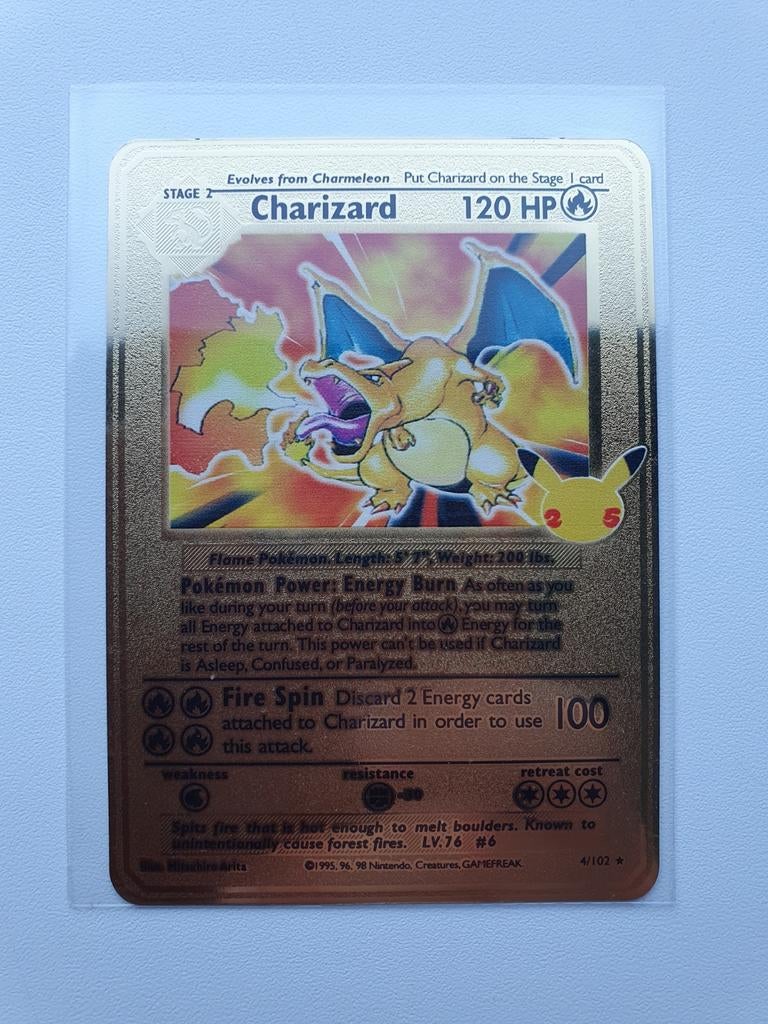 Evolves from Charmeleon Put Charizard on the Stage 1 card
STAGE 2
Charizard 120 HP
25
Flame Pokémon. Length: 5' 7", Weight: 200 lbs.
Pokémon Power: Energy Burn As often as you
like during your turn (before your attack), you may turn
all Energy attached to Charizard into Energy for the
rest of the turn. This power can't be used if Charizard
is Asleep, Confused, or Paralyzed.
Fire Spin Discard 2 Energy cards
attached to Charizard in order to use
this attack.
100
weakness resistance retreat cost
-30
Spits fire that is hot enough to melt boulders. Known to
unintentionally cause forest fires. LV. 76 #6
Illus. Mitsuhiro Arita ©1995, 96, 98 Nintendo, Creatures, GAMEFREAK. 4/102 ★